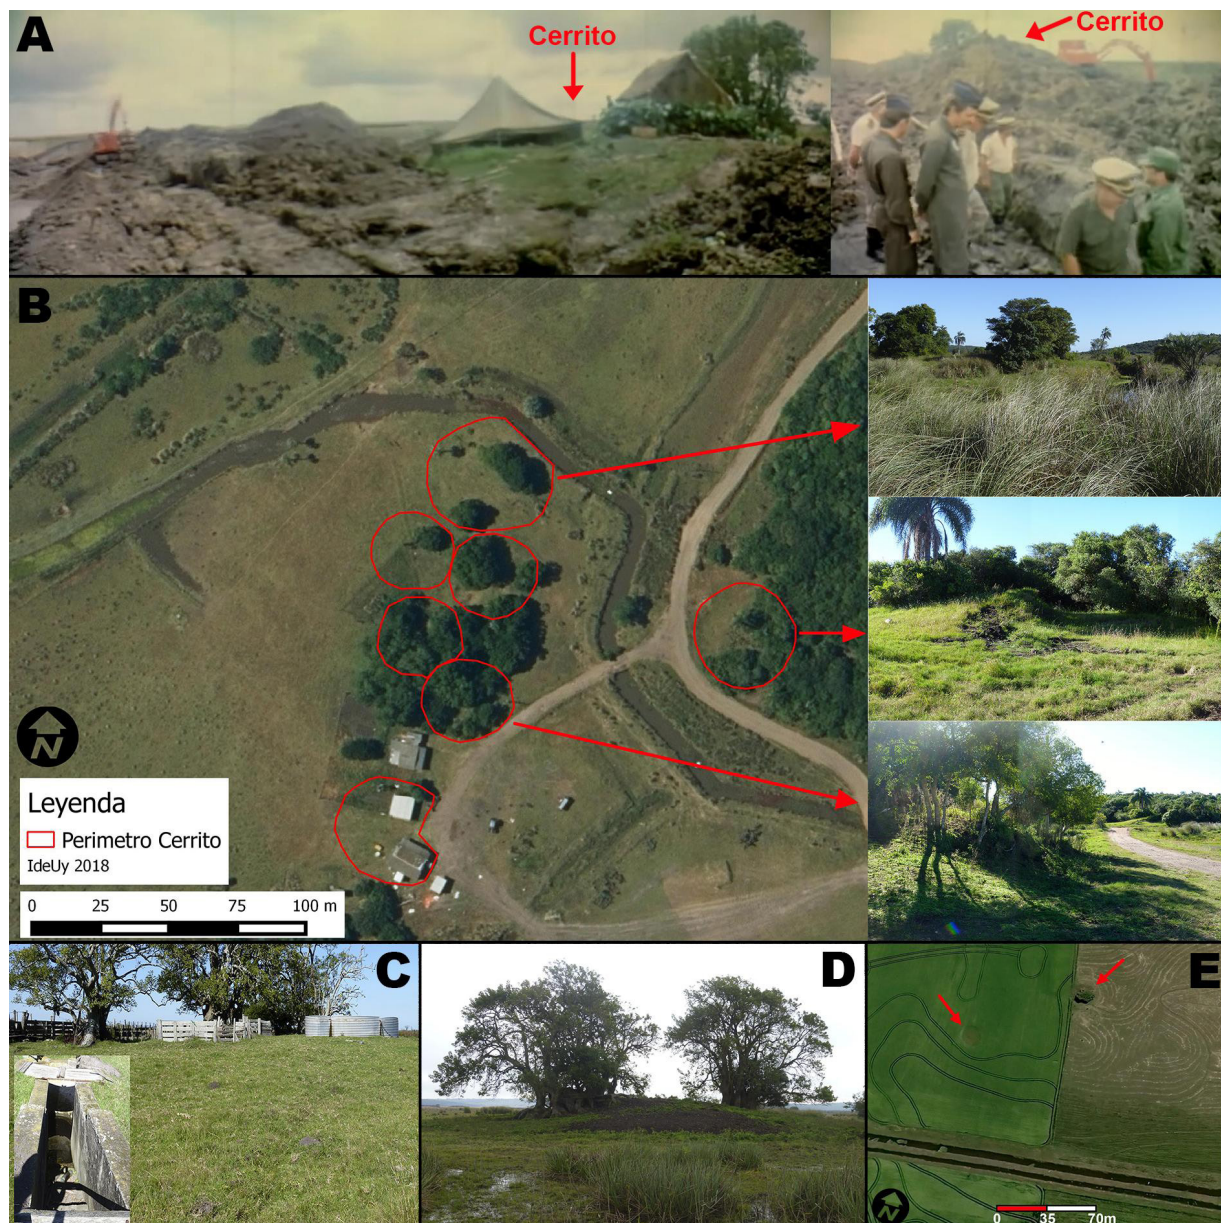 A
Cerrito
Cerrito
B
N
Leyenda
Perimetro Cerrito
IdeUy 2018
0 25 50 75 100 m
C
D
E
N
0 35 70m